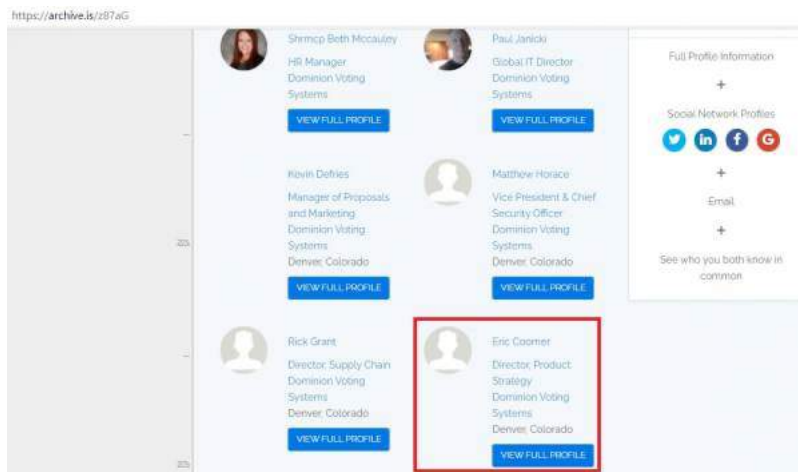 https://archive.is/z87aG
Shrmcp Beth Mccauley
HR Manager
Dominion Voting
Systems
VIEW FULL PROFILE
Paul Janicki
Global IT Director
Dominion Voting
Systems
VIEW FULL PROFILE
Kevin Defries
Manager of Proposals
and Marketing
Dominion Voting
Systems
Denver, Colorado
VIEW FULL PROFILE
Matthew Horace
Vice President & Chief
Security Officer
Dominion Voting
Systems
Denver, Colorado
VIEW FULL PROFILE
Rick Grant
Director, Supply Chain
Dominion Voting
Systems
Denver, Colorado
VIEW FULL PROFILE
Eric Coomer
Director, Product
Strategy
Dominion Voting
Systems
Denver, Colorado
VIEW FULL PROFILE
Full Profile Information
+
Social Network Profiles
in f G
+
Email
+
See who you both know in
common